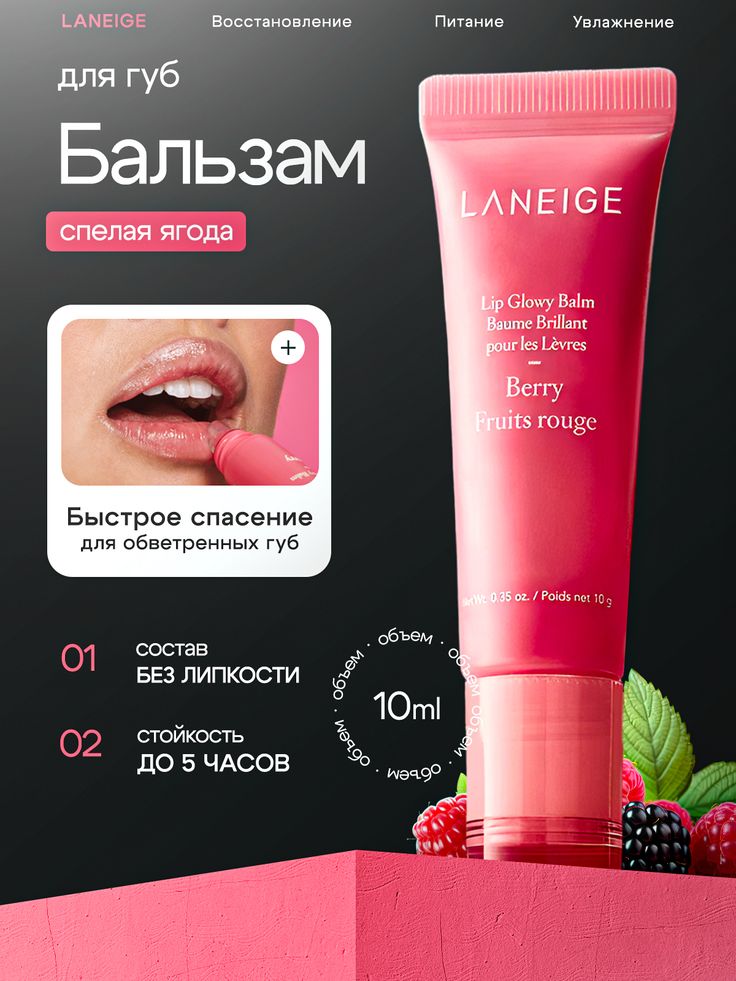 LANEIGE Восстановление Питание Увлажнение
для губ
Бальзам
спелая ягода
LANEIGE
Lip Glowy Balm
Baume Brillant
pour les Lèvres
Berry
Fruits rouge
0.35 oz. / Poids net 10 g
Быстрое спасение
для обветренных губ
01 состав
БЕЗ ЛИПКОСТИ
02 стойкость
ДО 5 ЧАСОВ
объем · объем · объем · объем · объем · объем ·
10ml